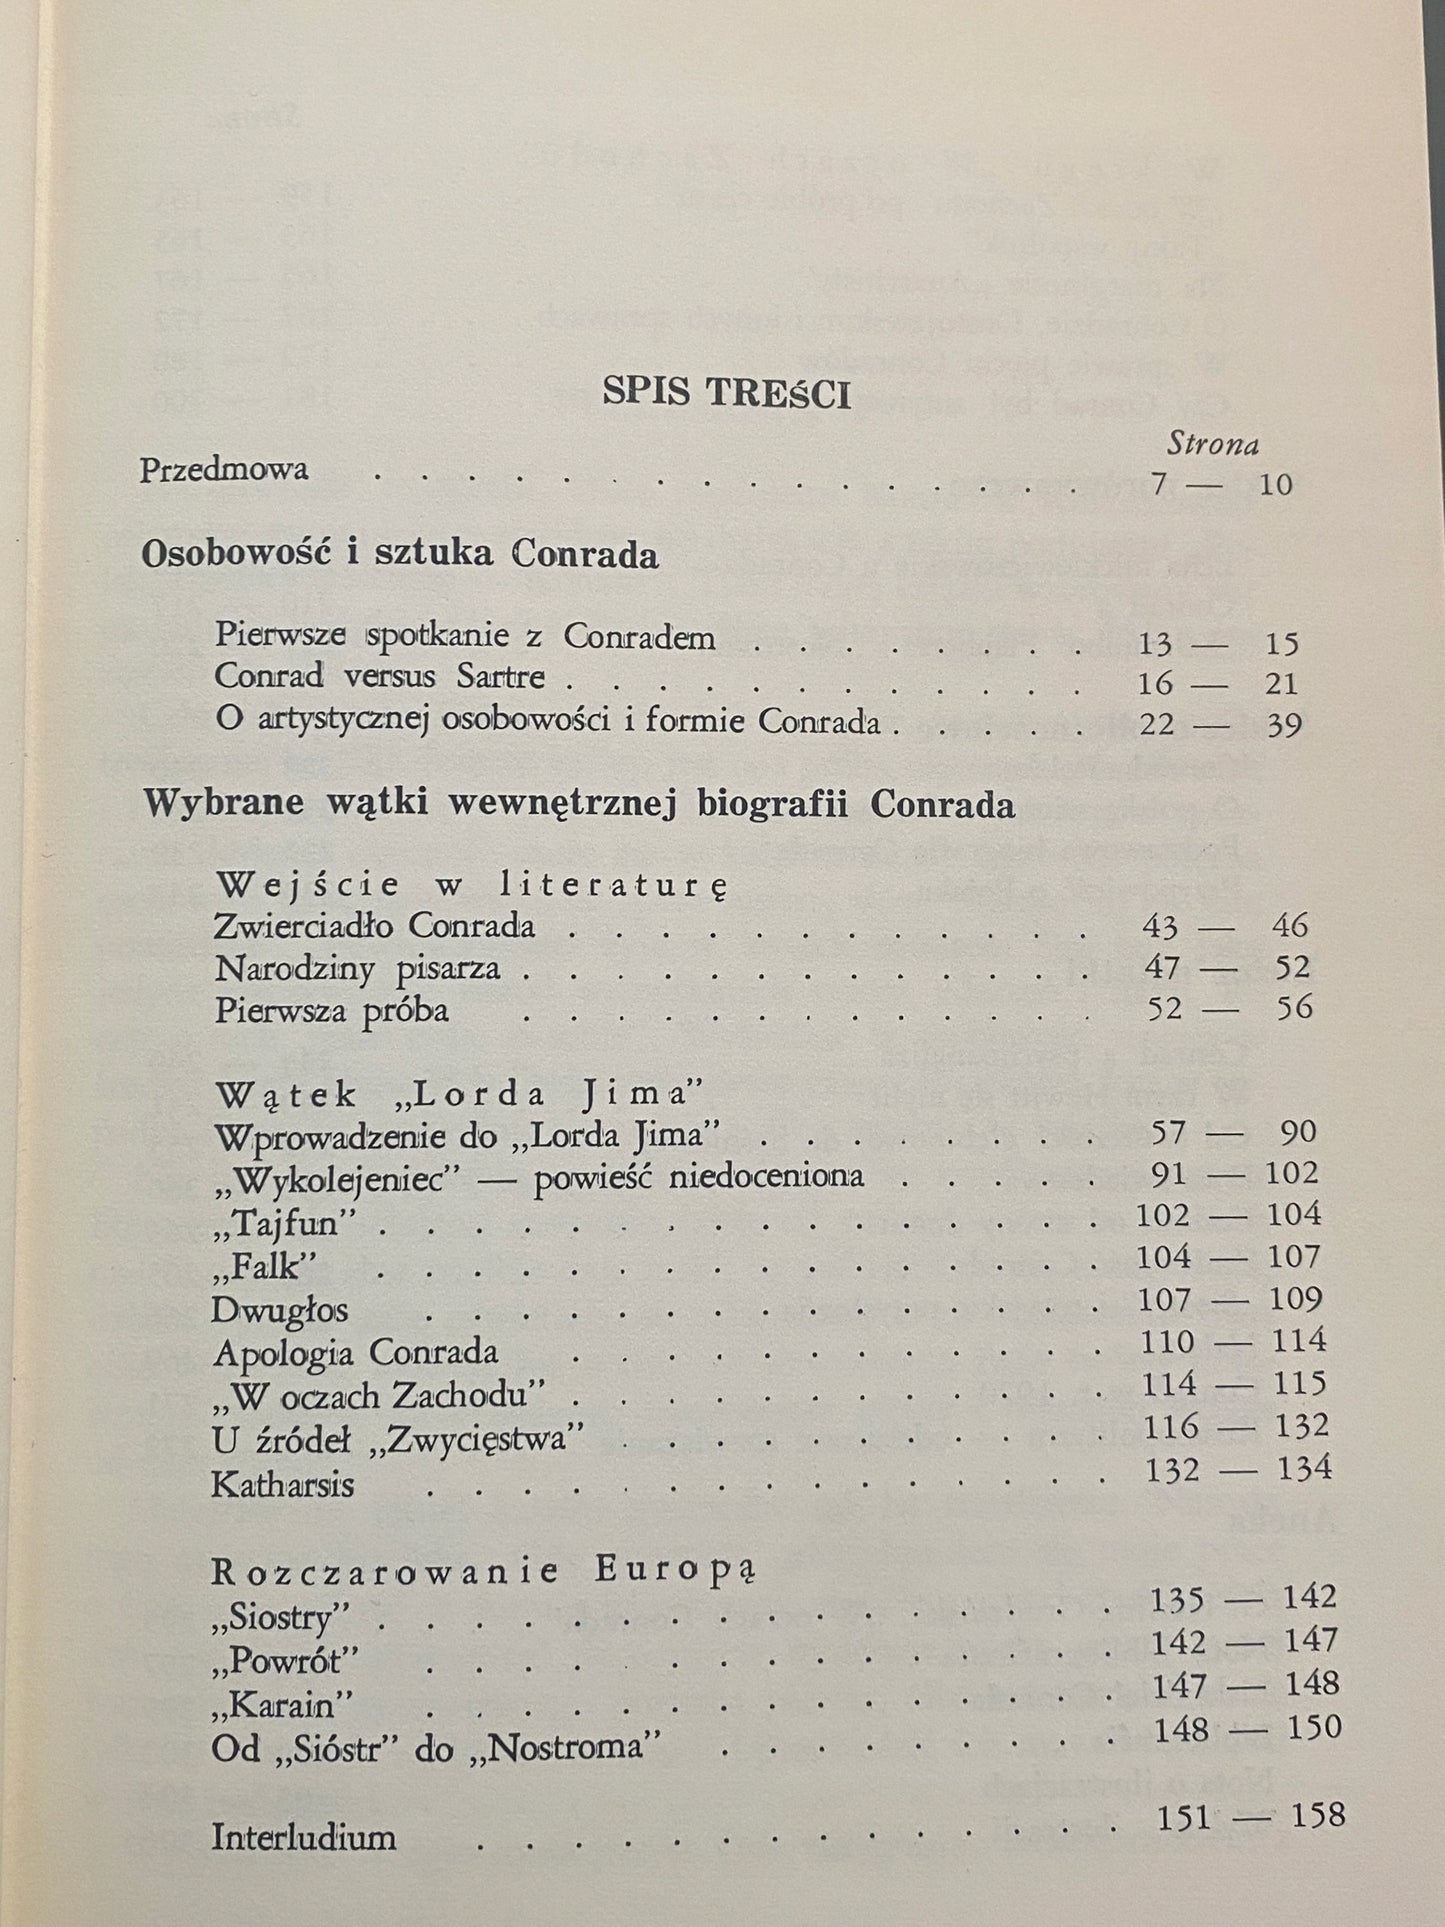 SPIS TREŚCI
Strona
Przedmowa . . . . . . . . . . . . . . . 7 — 10
Osobowość i sztuka Conrada
Pierwsze spotkanie z Conradem . . . . . . . . 13 — 15
Conrad versus Sartre . . . . . . . . . . . . 16 — 21
O artystycznej osobowości i formie Conrada . . . . . 22 — 39
Wybrane wątki wewnętrznej biografii Conrada
Wejście w literaturę
Zwierciadło Conrada . . . . . . . . . . . . 43 — 46
Narodziny pisarza . . . . . . . . . . . . . 47 — 52
Pierwsza próba . . . . . . . . . . . . . 52 — 56
Wątek „Lorda Jima”
Wprowadzenie do „Lorda Jima” . . . . . . . . 57 — 90
„Wykolejeniec” — powieść niedoceniona . . . . . 91 — 102
„Tajfun” . . . . . . . . . . . . . . . . 102 — 104
„Falk” . . . . . . . . . . . . . . . . 104 — 107
Dwugłos . . . . . . . . . . . . . . . 107 — 109
Apologia Conrada . . . . . . . . . . . . 110 — 114
„W oczach Zachodu” . . . . . . . . . . . . 114 — 115
U źródeł „Zwycięstwa” . . . . . . . . . . . 116 — 132
Katharsis . . . . . . . . . . . . . . . 132 — 134
Rozczarowanie Europą
„Siostry” . . . . . . . . . . . . . . . . 135 — 142
„Powrót” . . . . . . . . . . . . . . . 142 — 147
„Karain” . . . . . . . . . . . . . . . 147 — 148
Od „Sióstr” do „Nostroma” . . . . . . . . . 148 — 150
Interludium . . . . . . . . . . . . . . 151 — 158